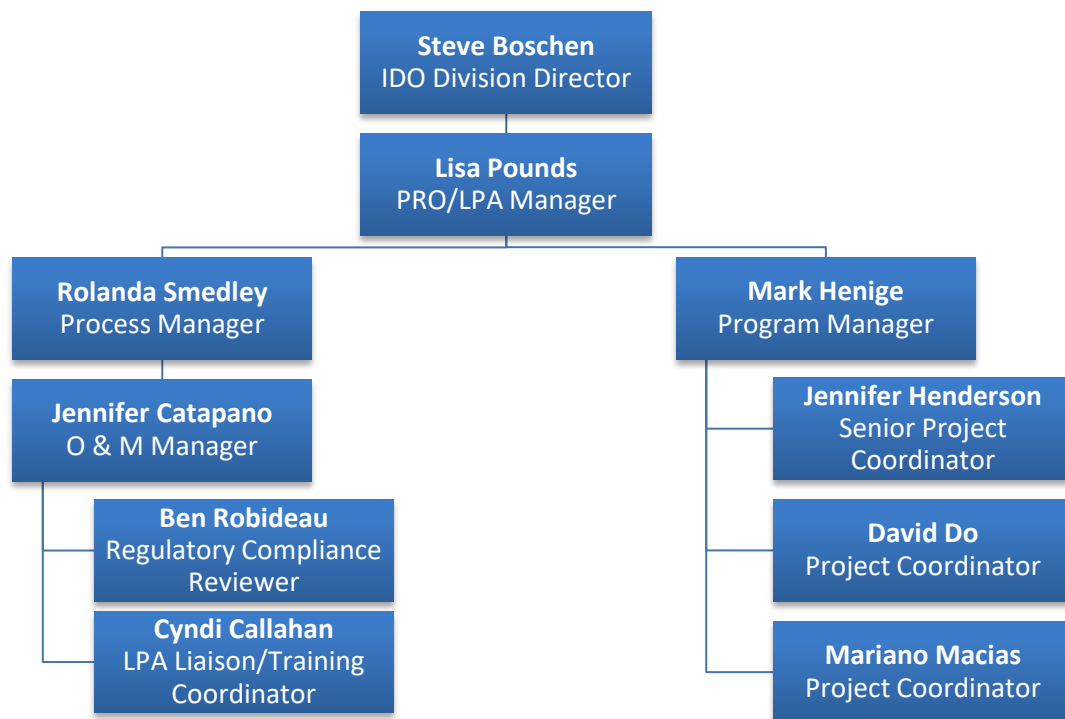 Steve Boschen
IDO Division Director
Lisa Pounds
PRO/LPA Manager
Rolanda Smedley
Process Manager
Jennifer Catapano
O & M Manager
Ben Robideau
Regulatory Compliance
Reviewer
Cyndi Callahan
LPA Liaison/Training
Coordinator
Mark Henige
Program Manager
Jennifer Henderson
Senior Project
Coordinator
David Do
Project Coordinator
Mariano Macias
Project Coordinator